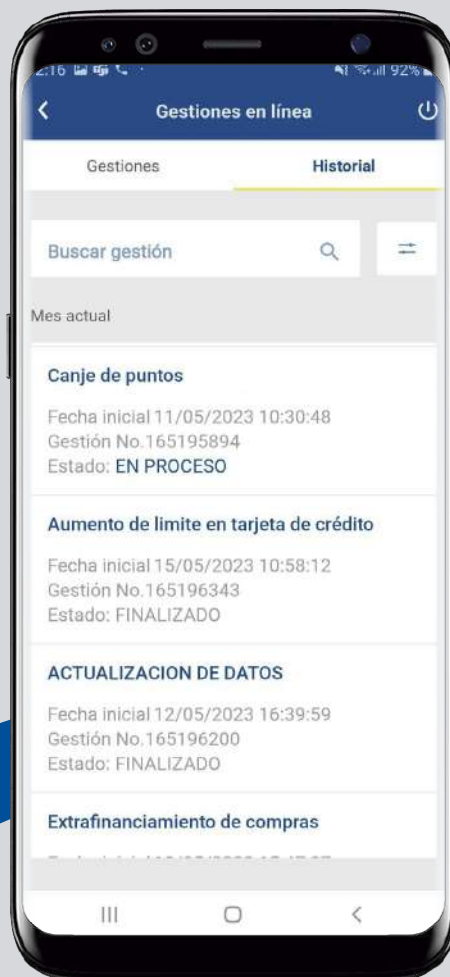 2:16 92%
Gestiones en línea
Gestiones Historial
Buscar gestión
Mes actual
Canje de puntos
Fecha inicial 11/05/2023 10:30:48
Gestión No.165195894
Estado: EN PROCESO
Aumento de limite en tarjeta de crédito
Fecha inicial 15/05/2023 10:58:12
Gestión No.165196343
Estado: FINALIZADO
ACTUALIZACION DE DATOS
Fecha inicial 12/05/2023 16:39:59
Gestión No.165196200
Estado: FINALIZADO
Extrafinanciamiento de compras